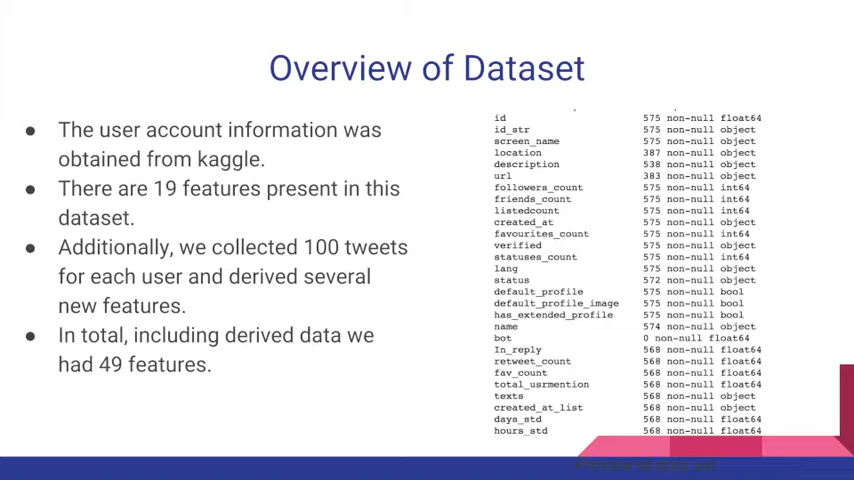 Overview of Dataset
● The user account information was
obtained from kaggle.
● There are 19 features present in this
dataset.
● Additionally, we collected 100 tweets
for each user and derived several
new features.
● In total, including derived data we
had 49 features.
id 575 non-null float64
id_str 575 non-null object
screen_name 575 non-null object
location 387 non-null object
description 538 non-null object
url 383 non-null object
followers_count 575 non-null int64
friends_count 575 non-null int64
listedcount 575 non-null int64
created_at 575 non-null object
favourites_count 575 non-null int64
verified 575 non-null object
statuses_count 575 non-null int64
lang 575 non-null object
status 572 non-null object
default_profile 575 non-null bool
default_profile_image 575 non-null bool
has_extended_profile 575 non-null bool
name 574 non-null object
bot 0 non-null float64
In_reply 568 non-null float64
retweet_count 568 non-null float64
fav_count 568 non-null float64
total_usrmention 568 non-null float64
texts 568 non-null object
created_at_list 568 non-null object
days_std 568 non-null float64
hours_std 568 non-null float64